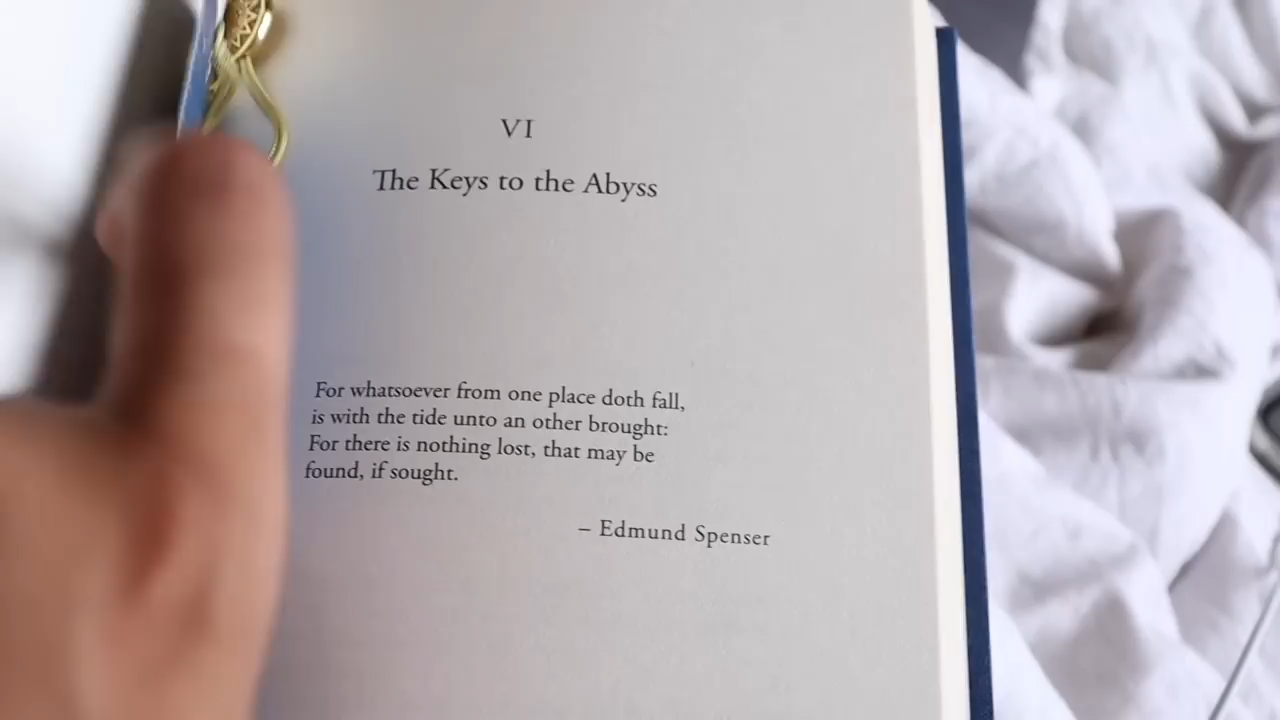 VI
The Keys to the Abyss
For whatsoever from one place doth fall,
is with the tide unto an other brought:
For there is nothing lost, that may be
found, if sought.
– Edmund Spenser